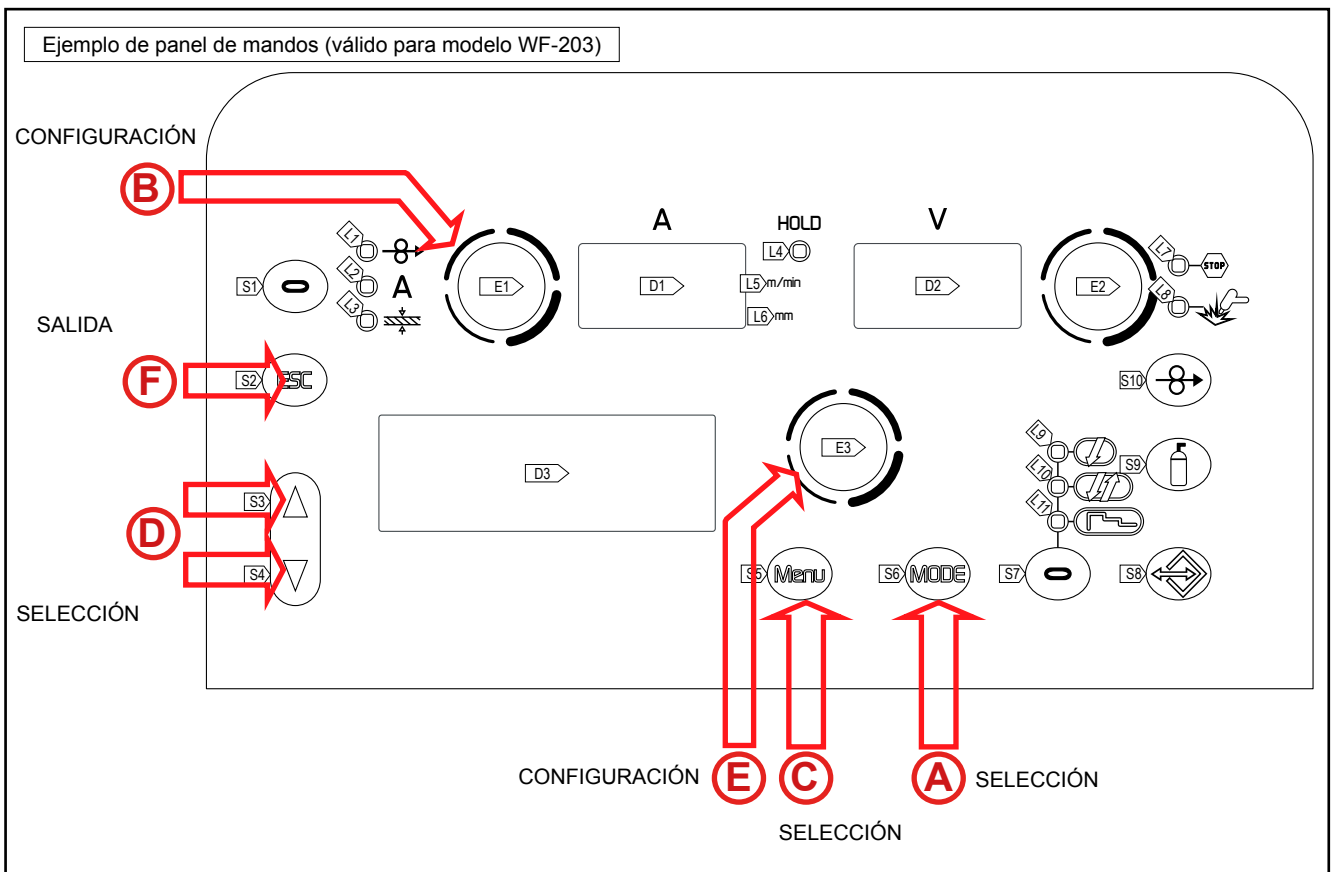 Ejemplo de panel de mandos (válido para modelo WF-203)
CONFIGURACIÓN
B
A
HOLD
V
L1
L2
L3
A
S1
E1
D1
L4
L5 m/min
L6 mm
D2
E2
L7
STOP
L8
SALIDA
F
S2 ESC
S10
D3
E3
L9
L10
L11
S9
S3
D
S4
S5 Menu
S6 MODE
S7
S8
SELECCIÓN
CONFIGURACIÓN E C A SELECCIÓN
SELECCIÓN